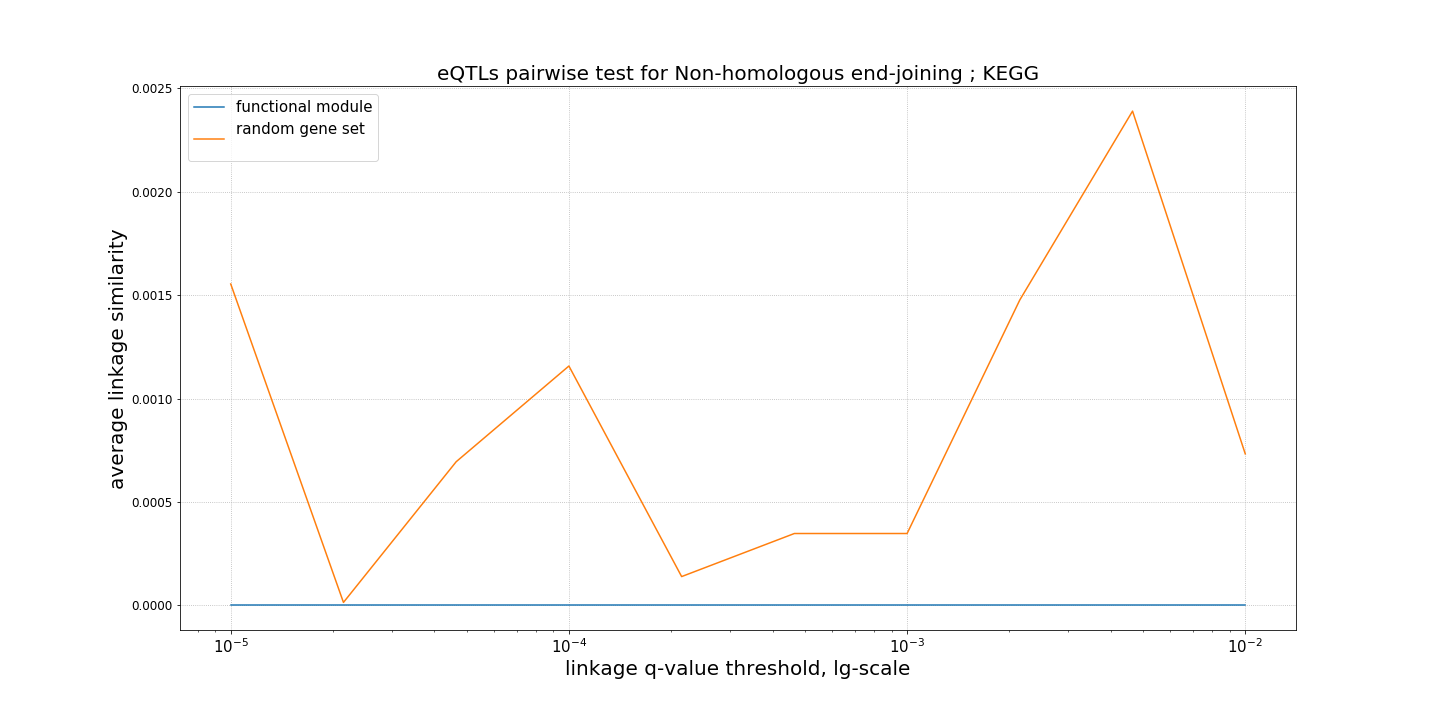 eQTLs pairwise test for Non-homologous end-joining ; KEGG
functional module
random gene set
average linkage similarity
0.0025
0.0020
0.0015
0.0010
0.0005
0.0000
10⁻⁵ 10⁻⁴ 10⁻³ 10⁻²
linkage q-value threshold, lg-scale